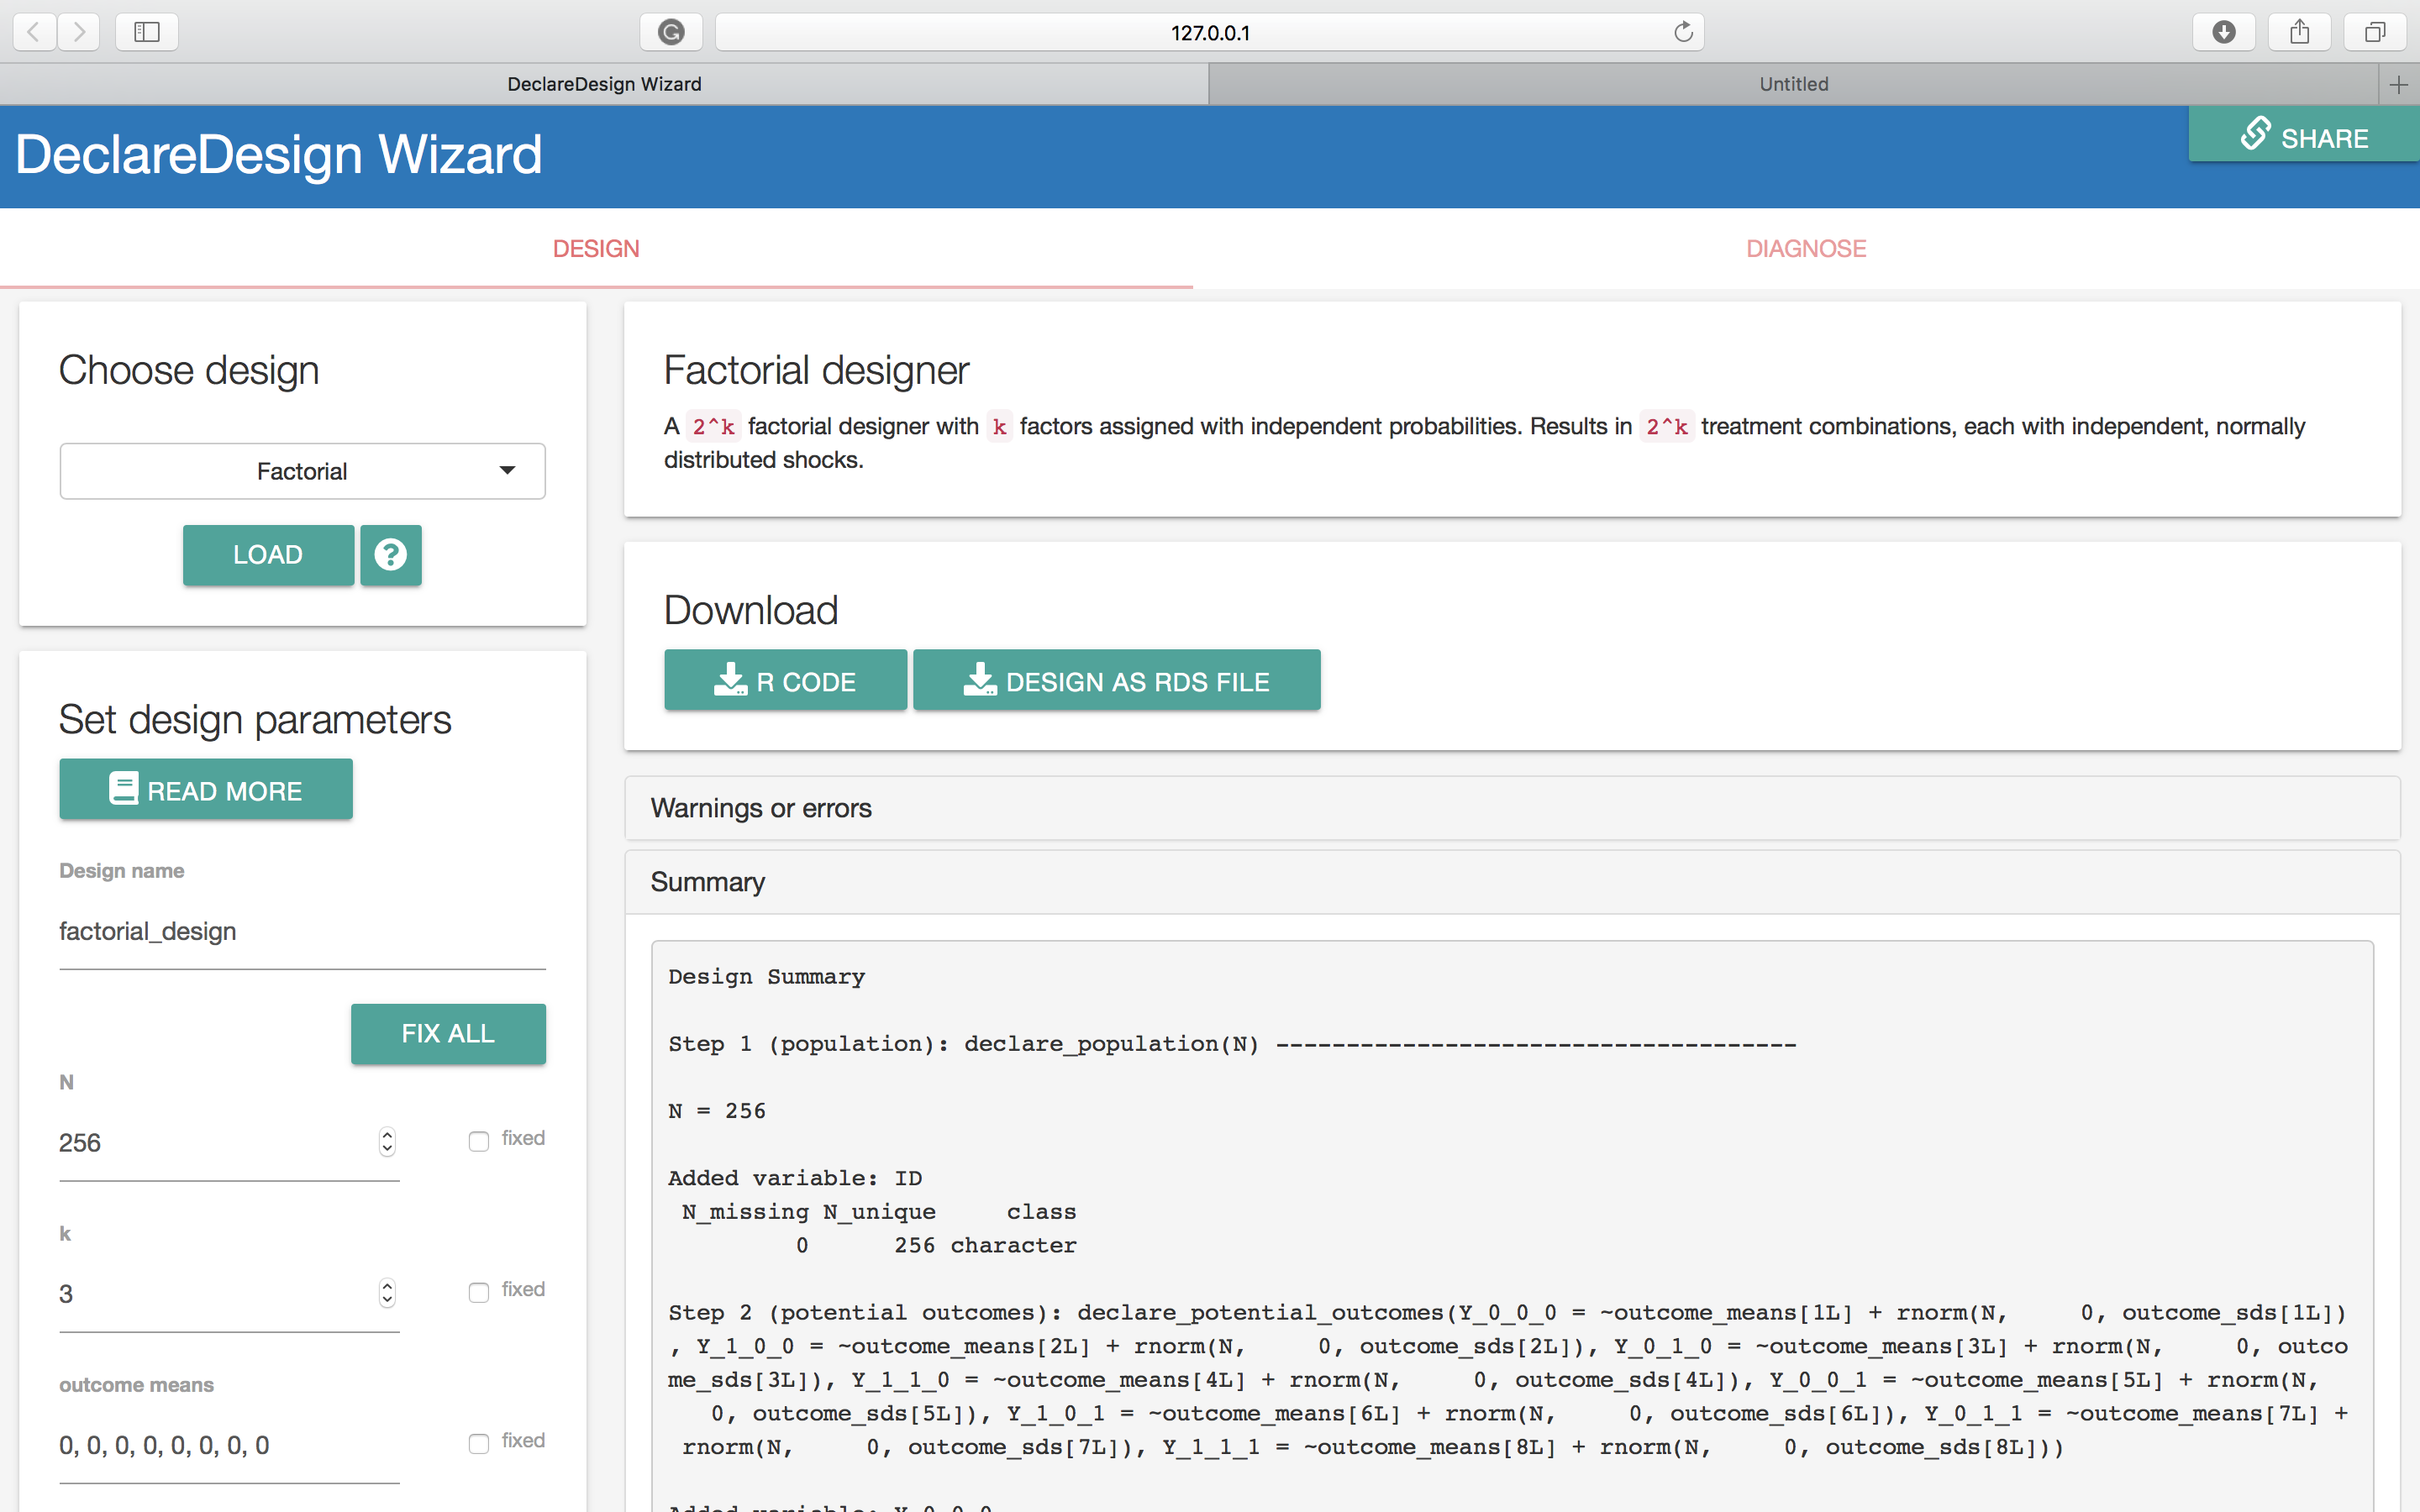 127.0.0.1
DeclareDesign Wizard
Untitled
DeclareDesign Wizard
SHARE
DESIGN
DIAGNOSE
Choose design
Factorial
LOAD
Set design parameters
READ MORE
Design name
factorial_design
FIX ALL
N
256
fixed
k
3
fixed
outcome means
0, 0, 0, 0, 0, 0, 0, 0
fixed
Factorial designer
A 2^k factorial designer with k factors assigned with independent probabilities. Results in 2^k treatment combinations, each with independent, normally
distributed shocks.
Download
R CODE
DESIGN AS RDS FILE
Warnings or errors
Summary
Design Summary
Step 1 (population): declare_population(N) -------------------------------------
N = 256
Added variable: ID
N_missing N_unique     class
0      256 character
Step 2 (potential outcomes): declare_potential_outcomes(Y_0_0_0 = ~outcome_means[1L] + rnorm(N,     0, outcome_sds[1L])
, Y_1_0_0 = ~outcome_means[2L] + rnorm(N,     0, outcome_sds[2L]), Y_0_1_0 = ~outcome_means[3L] + rnorm(N,     0, outco
me_sds[3L]), Y_1_1_0 = ~outcome_means[4L] + rnorm(N,     0, outcome_sds[4L]), Y_0_0_1 = ~outcome_means[5L] + rnorm(N,
0, outcome_sds[5L]), Y_1_0_1 = ~outcome_means[6L] + rnorm(N,     0, outcome_sds[6L]), Y_0_1_1 = ~outcome_means[7L] +
rnorm(N,     0, outcome_sds[7L]), Y_1_1_1 = ~outcome_means[8L] + rnorm(N,     0, outcome_sds[8L]))
Added variable: Y_0_0_0